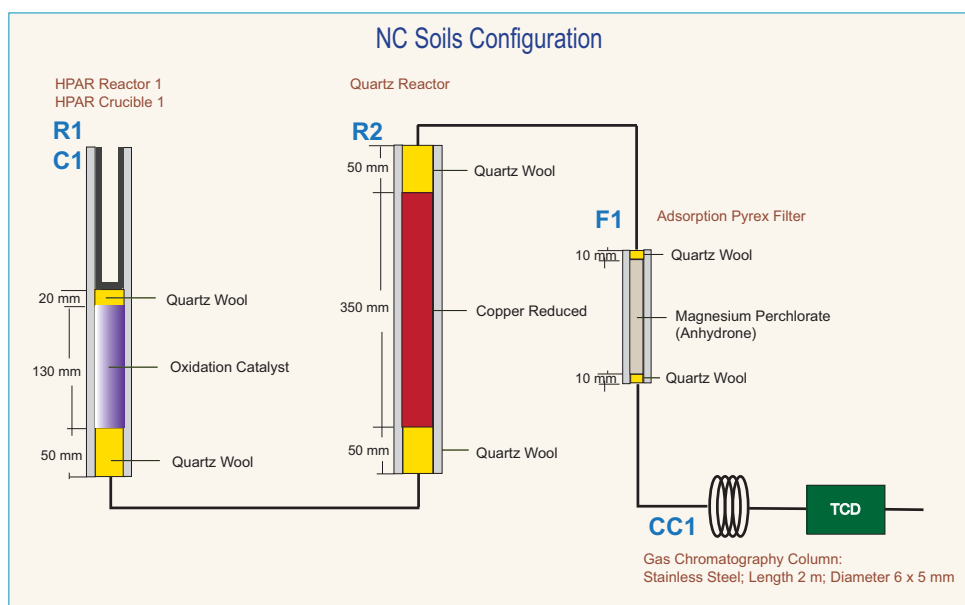 NC Soils Configuration
HPAR Reactor 1
HPAR Crucible 1
R1
C1
20 mm
Quartz Wool
130 mm
Oxidation Catalyst
50 mm
Quartz Wool
Quartz Reactor
R2
50 mm
Quartz Wool
350 mm
Copper Reduced
50 mm
Quartz Wool
F1
Adsorption Pyrex Filter
10 mm
Quartz Wool
Magnesium Perchlorate
(Anhydrone)
10 mm
Quartz Wool
CC1
TCD
Gas Chromatography Column:
Stainless Steel; Length 2 m; Diameter 6 x 5 mm